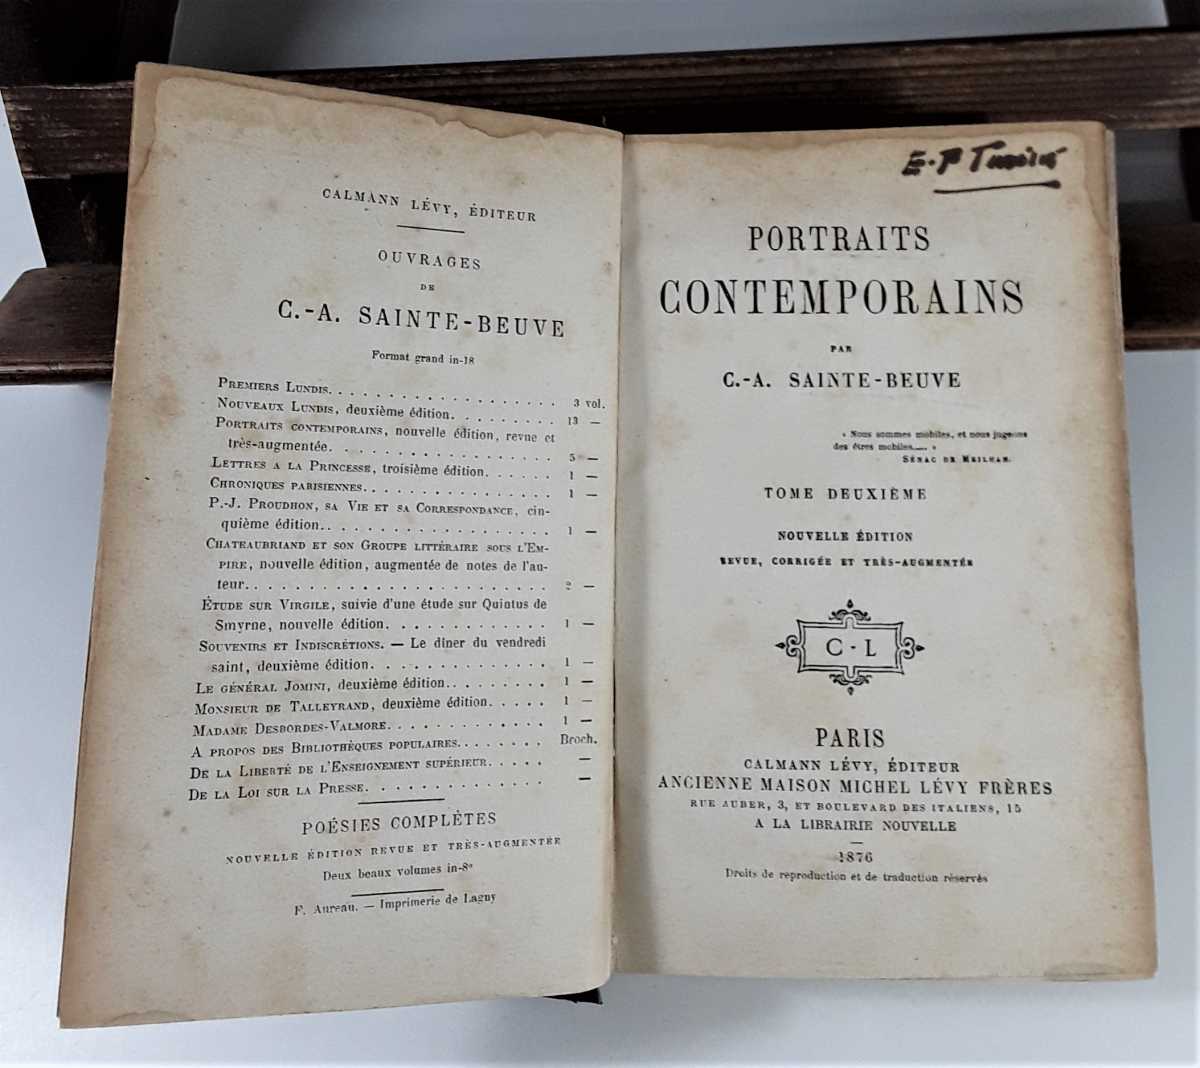 CALMANN LÉVY, ÉDITEUR
OUVRAGES
DE
C.-A. SAINTE-BEUVE
Format grand in-18
PREMIERS LUNDIS. . . . . . . . . . . . . . . . . . . 3 vol.
NOUVEAUX LUNDIS, deuxième édition. . . . . . . . 13 —
PORTRAITS CONTEMPORAINS, nouvelle édition, revue et
très-augmentée. . . . . . . . . . . . . . . . . . 5 —
LETTRES A LA PRINCESSE, troisième édition. . . . . . 1 —
CHRONIQUES PARISIENNES. . . . . . . . . . . . . . . 1 —
P.-J. PROUDHON, SA VIE ET SA CORRESPONDANCE, cin-
quième édition. . . . . . . . . . . . . . . . . . 1 —
CHATEAUBRIAND ET SON GROUPE LITTÉRAIRE SOUS L'EM-
PIRE, nouvelle édition, augmentée de notes de l'au-
teur. . . . . . . . . . . . . . . . . . . . . . . 2 —
ÉTUDE SUR VIRGILE, suivie d'une étude sur Quintus de
Smyrne, nouvelle édition. . . . . . . . . . . . . 1 —
SOUVENIRS ET INDISCRÉTIONS. — Le dîner du vendredi
saint, deuxième édition. . . . . . . . . . . . . . 1 —
LE GÉNÉRAL JOMINI, deuxième édition. . . . . . . . . 1 —
MONSIEUR DE TALLEYRAND, deuxième édition. . . . . 1 —
MADAME DESBORDES-VALMORE. . . . . . . . . . . . . 1 —
A PROPOS DES BIBLIOTHÈQUES POPULAIRES. . . . . . . . Broch.
DE LA LIBERTÉ DE L'ENSEIGNEMENT SUPÉRIEUR. . . . . —
DE LA LOI SUR LA PRESSE. . . . . . . . . . . . . . —
POÉSIES COMPLÈTES
NOUVELLE ÉDITION REVUE ET TRÈS-AUGMENTÉE
Deux beaux volumes in-8°
F. Aureau. — Imprimerie de Lagny
PORTRAITS
CONTEMPORAINS
PAR
C.-A. SAINTE-BEUVE
« Nous sommes mobiles, et nous jugeons
des êtres mobiles..... »
SÉNAC DE MEILHAN.
TOME DEUXIÈME
NOUVELLE ÉDITION
REVUE, CORRIGÉE ET TRÈS-AUGMENTÉE
C · L
PARIS
CALMANN LÉVY, ÉDITEUR
ANCIENNE MAISON MICHEL LÉVY FRÈRES
RUE AUBER, 3, ET BOULEVARD DES ITALIENS, 15
A LA LIBRAIRIE NOUVELLE
1876
Droits de reproduction et de traduction réservés